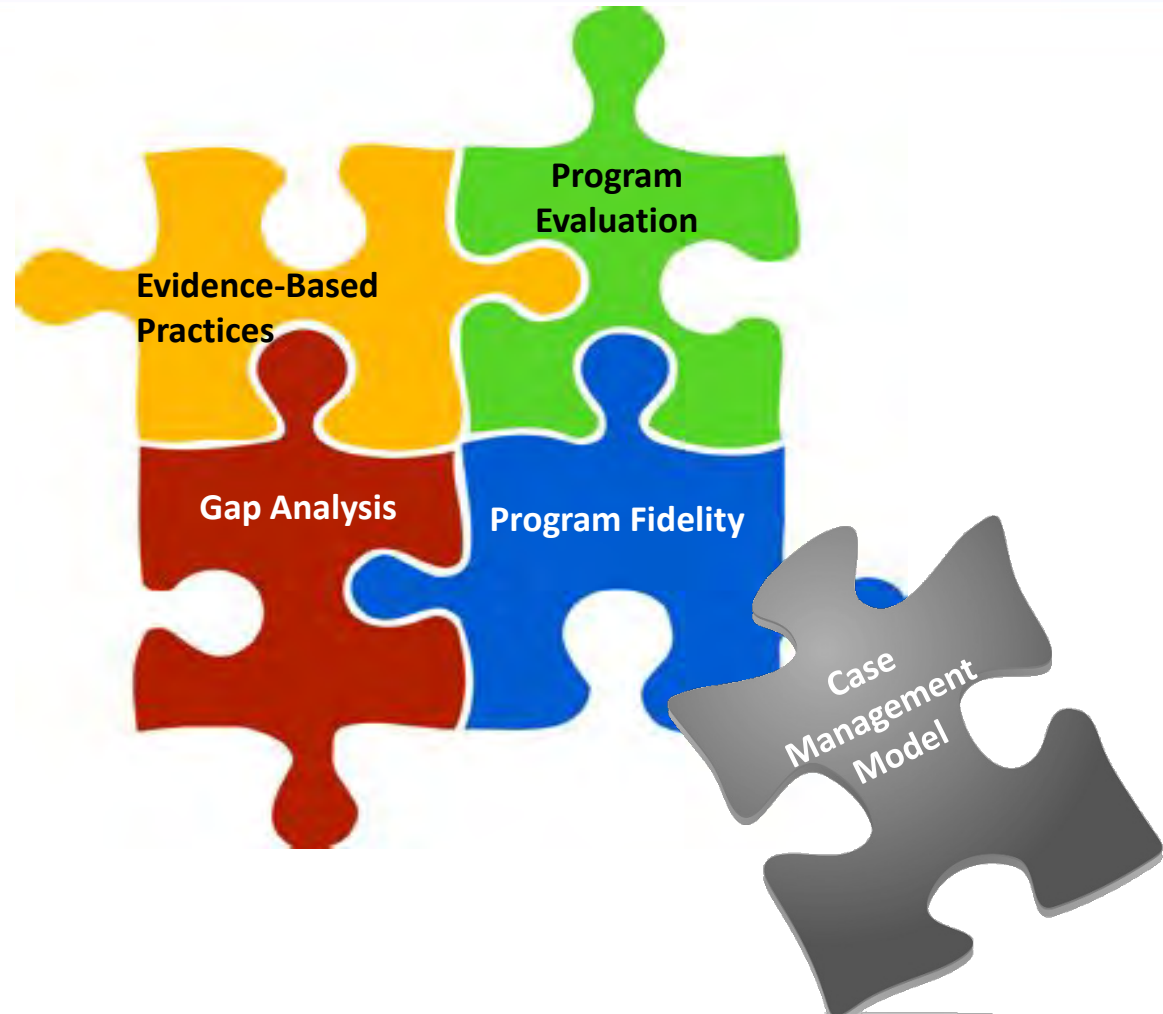 Program
Evaluation
Evidence-Based
Practices
Gap Analysis
Program Fidelity
Case
Management
Model